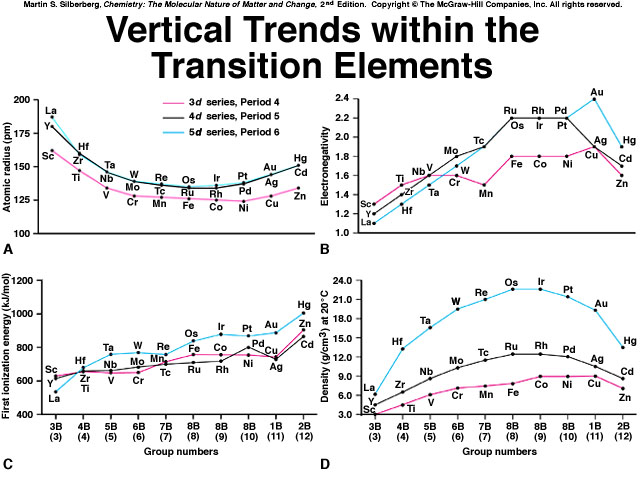 Martin S. Silberberg, Chemistry: The Molecular Nature of Matter and Change, 2nd Edition. Copyright © The McGraw-Hill Companies, Inc. All rights reserved.
Vertical Trends within the
Transition Elements
3d series, Period 4
4d series, Period 5
5d series, Period 6
Atomic radius (pm)
200
175
150
125
100
La
Y
Sc
Hf
Zr
Ti
Ta
Nb
V
W
Mo
Cr
Re
Tc
Mn
Os
Ru
Fe
Ir
Rh
Co
Pt
Pd
Ni
Au
Ag
Cu
Hg
Cd
Zn
A
Electronegativity
2.4
2.2
2.0
1.8
1.6
1.4
1.2
1.0
Sc
Y
La
Ti
Zr
Hf
Nb
V
Ta
Mo
W
Cr
Tc
Mn
Ru
Os
Fe
Rh
Ir
Co
Pd
Pt
Ni
Au
Ag
Cu
Hg
Cd
Zn
B
First ionization energy (kJ/mol)
1200
1000
800
600
400
Sc
Y
La
Hf
Zr
Ti
Ta
Nb
V
W
Mo
Cr
Re
Mn
Tc
Os
Fe
Ru
Ir
Co
Rh
Pt
Pd
Ni
Au
Cu
Ag
Hg
Zn
Cd
3B 4B 5B 6B 7B 8B 8B 8B 1B 2B
(3) (4) (5) (6) (7) (8) (9) (10) (11) (12)
Group numbers
C
Density (g/cm3) at 20°C
24.0
21.0
18.0
15.0
12.0
9.0
6.0
3.0
La
Y
Sc
Hf
Zr
Ti
Ta
Nb
V
W
Mo
Cr
Re
Tc
Mn
Os
Ru
Fe
Ir
Rh
Co
Pt
Pd
Ni
Au
Ag
Cu
Hg
Cd
Zn
3B 4B 5B 6B 7B 8B 8B 8B 1B 2B
(3) (4) (5) (6) (7) (8) (9) (10) (11) (12)
Group numbers
D